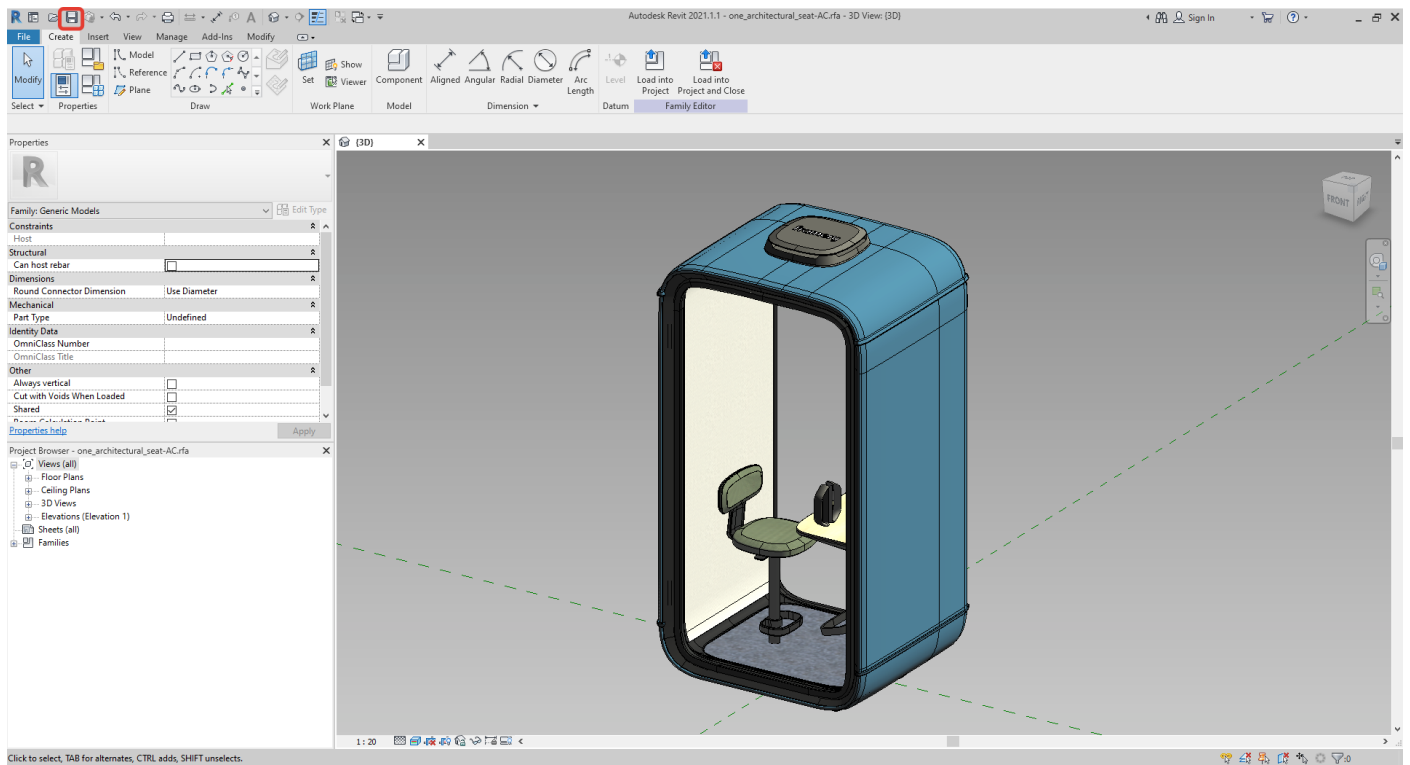 Autodesk Revit 2021.1.1 - one_architectural_seat-AC.rfa - 3D View: {3D}
Sign In
File Create Insert View Manage Add-Ins Modify
Modify
Model
Reference
Plane
Set
Show
Viewer
Component
Aligned Angular Radial Diameter Arc Length
Level
Load into Project
Load into Project and Close
Select Properties Draw Work Plane Model Dimension Datum Family Editor
Properties
{3D}
R
Family: Generic Models
Edit Type
Constraints
Host
Structural
Can host rebar
Dimensions
Round Connector Dimension Use Diameter
Mechanical
Part Type Undefined
Identity Data
OmniClass Number
OmniClass Title
Other
Always vertical
Cut with Voids When Loaded
Shared
Room Calculation Point
Properties help
Apply
Project Browser - one_architectural_seat-AC.rfa
Views (all)
Floor Plans
Ceiling Plans
3D Views
Elevations (Elevation 1)
Sheets (all)
Families
FRONT
1 : 20
Click to select, TAB for alternates, CTRL adds, SHIFT unselects.
:0